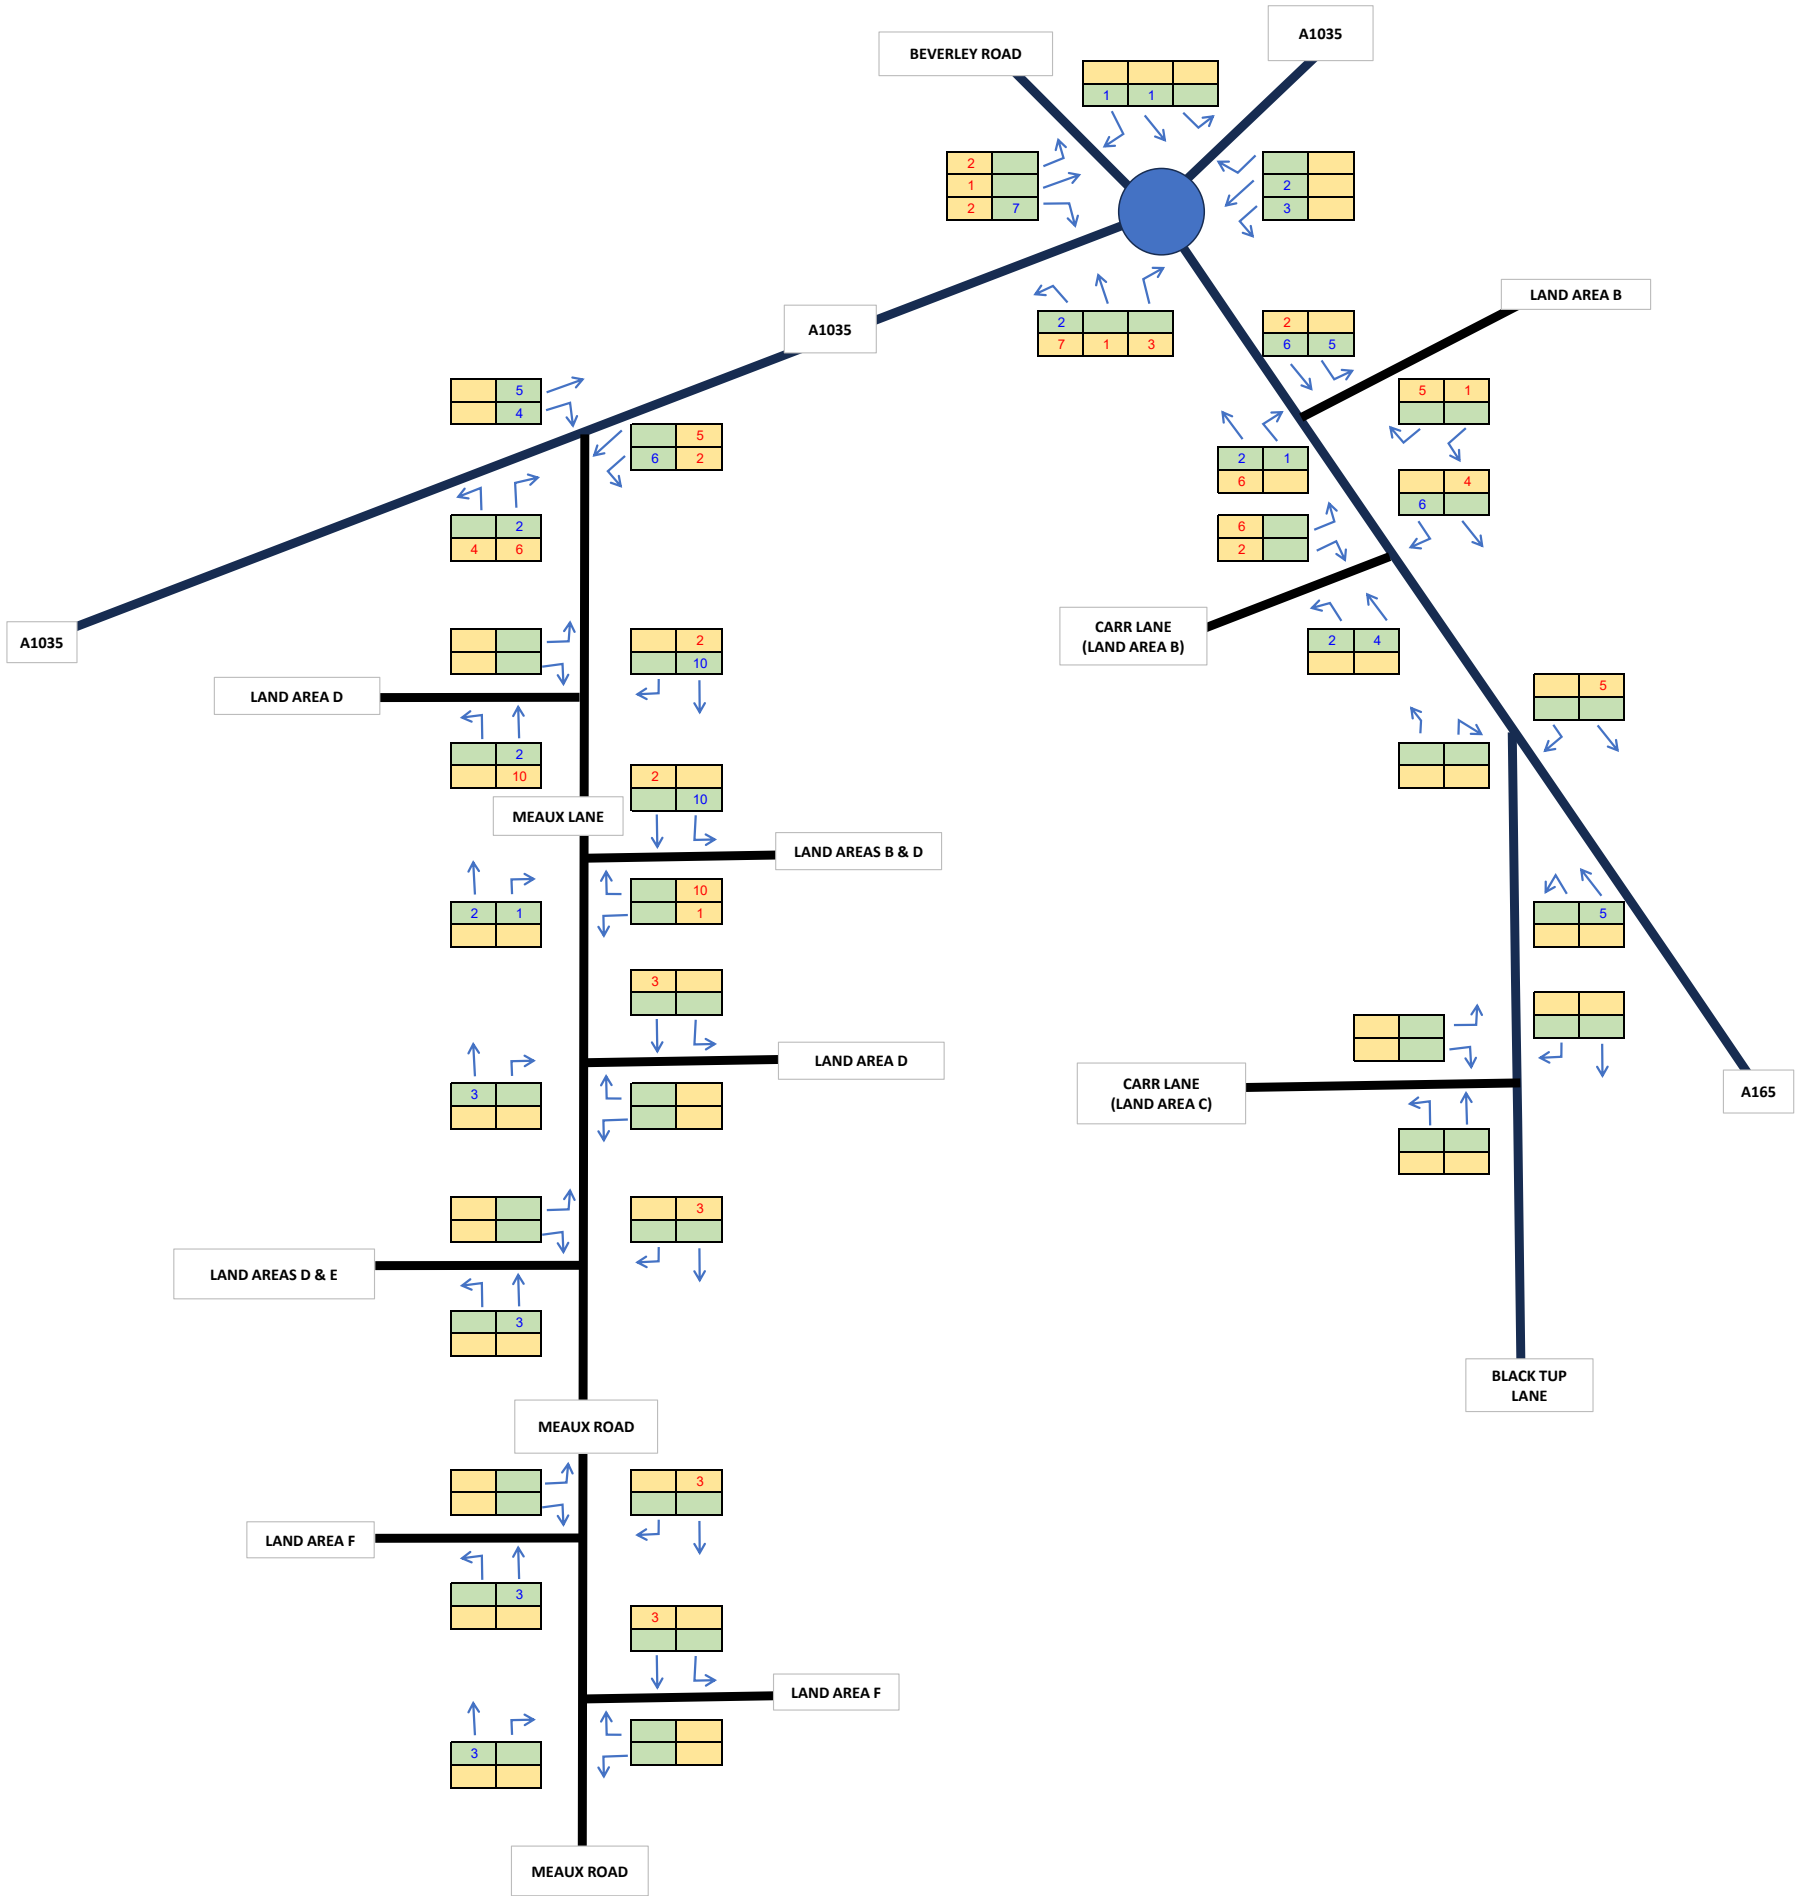 A1035
BEVERLEY ROAD
1 1
2
1
2 7
2
3
LAND AREA B
A1035
2
7 1 3
2
6 5
5
4
5 1
5
6 2
2 1
6
4
6
2
4 6
6
2
A1035
CARR LANE
(LAND AREA B)
2
10
2 4
LAND AREA D
5
2
10
2
10
MEAUX LANE
LAND AREAS B & D
10
1
2 1
5
3
LAND AREA D
CARR LANE
(LAND AREA C)
A165
3
3
LAND AREAS D & E
3
BLACK TUP
LANE
MEAUX ROAD
3
LAND AREA F
3
3
LAND AREA F
3
MEAUX ROAD